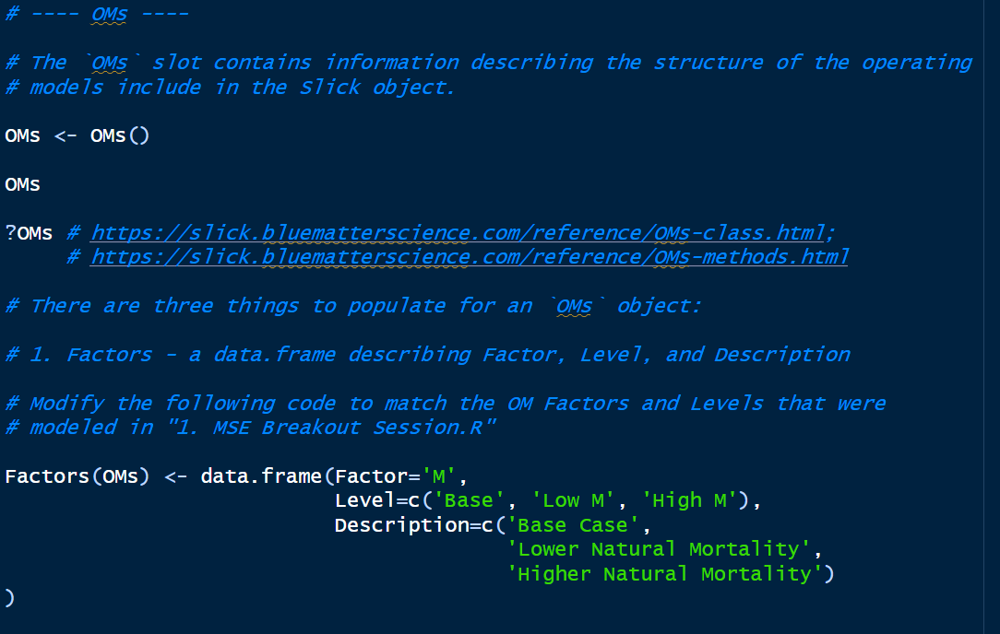 # ---- OMs ----
# The `OMs` slot contains information describing the structure of the operating
# models include in the Slick object.
OMs <- OMs()
OMs
?OMs # https://slick.bluematterscience.com/reference/OMs-class.html;
# https://slick.bluematterscience.com/reference/OMs-methods.html
# There are three things to populate for an `OMs` object:
# 1. Factors - a data.frame describing Factor, Level, and Description
# Modify the following code to match the OM Factors and Levels that were
# modeled in "1. MSE Breakout Session.R"
Factors(OMs) <- data.frame(Factor='M',
Level=c('Base', 'Low M', 'High M'),
Description=c('Base Case',
'Lower Natural Mortality',
'Higher Natural Mortality')
)